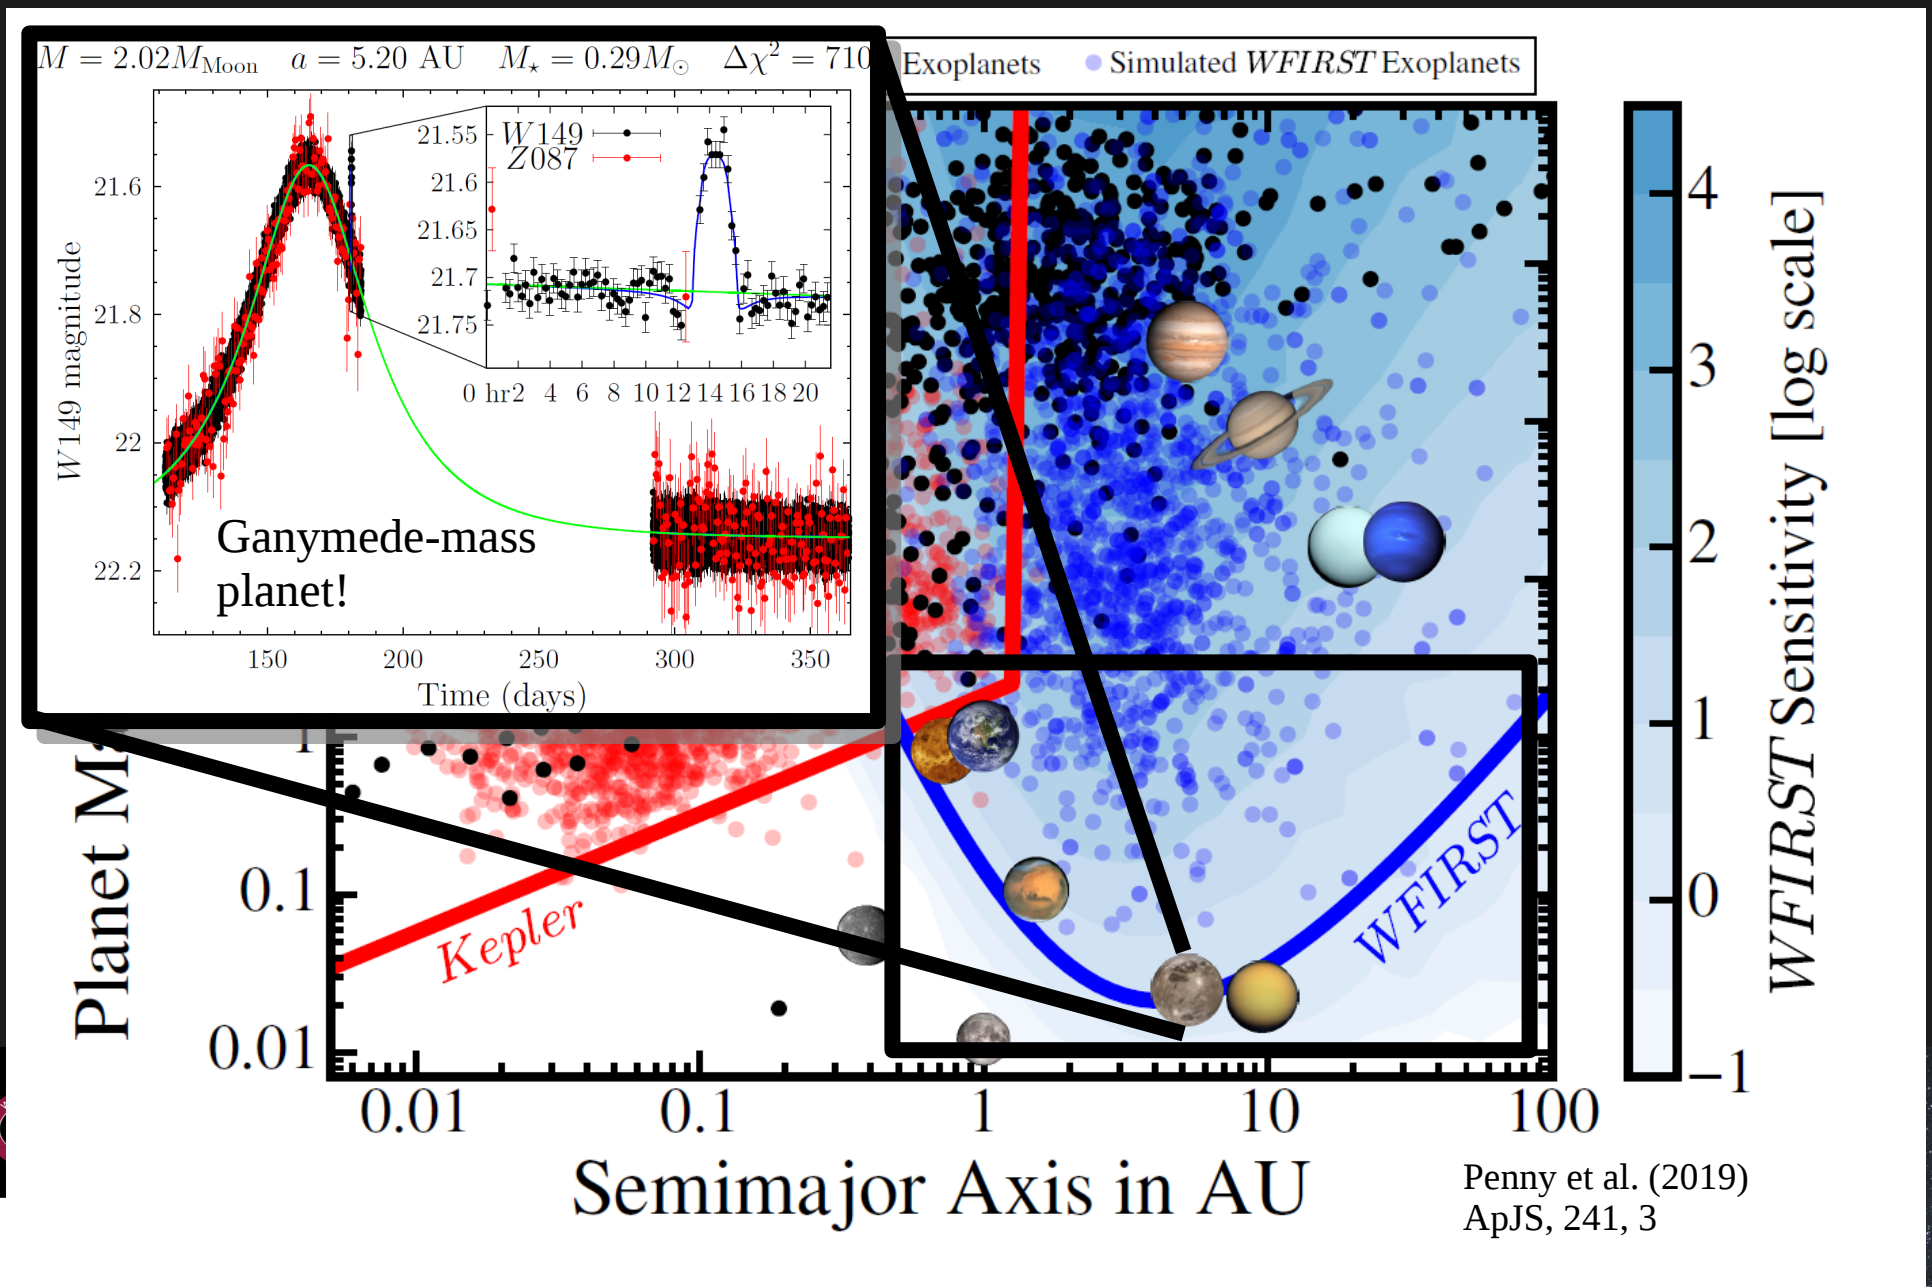 M = 2.02M_Moon a = 5.20 AU M⋆ = 0.29M⊙ Δχ² = 710
Exoplanets Simulated WFIRST Exoplanets
W149
Z087
21.55
21.6
21.65
21.7
21.75
0 hr 2 4 6 8 10 12 14 16 18 20
W149 magnitude
21.6
21.8
22
22.2
Ganymede-mass
planet!
150 200 250 300 350
Time (days)
4
3
2
1
0
−1
WFIRST Sensitivity [log scale]
Planet Ma
1
0.1
0.01
Kepler
WFIRST
0.01 0.1 1 10 100
Semimajor Axis in AU
Penny et al. (2019)
ApJS, 241, 3